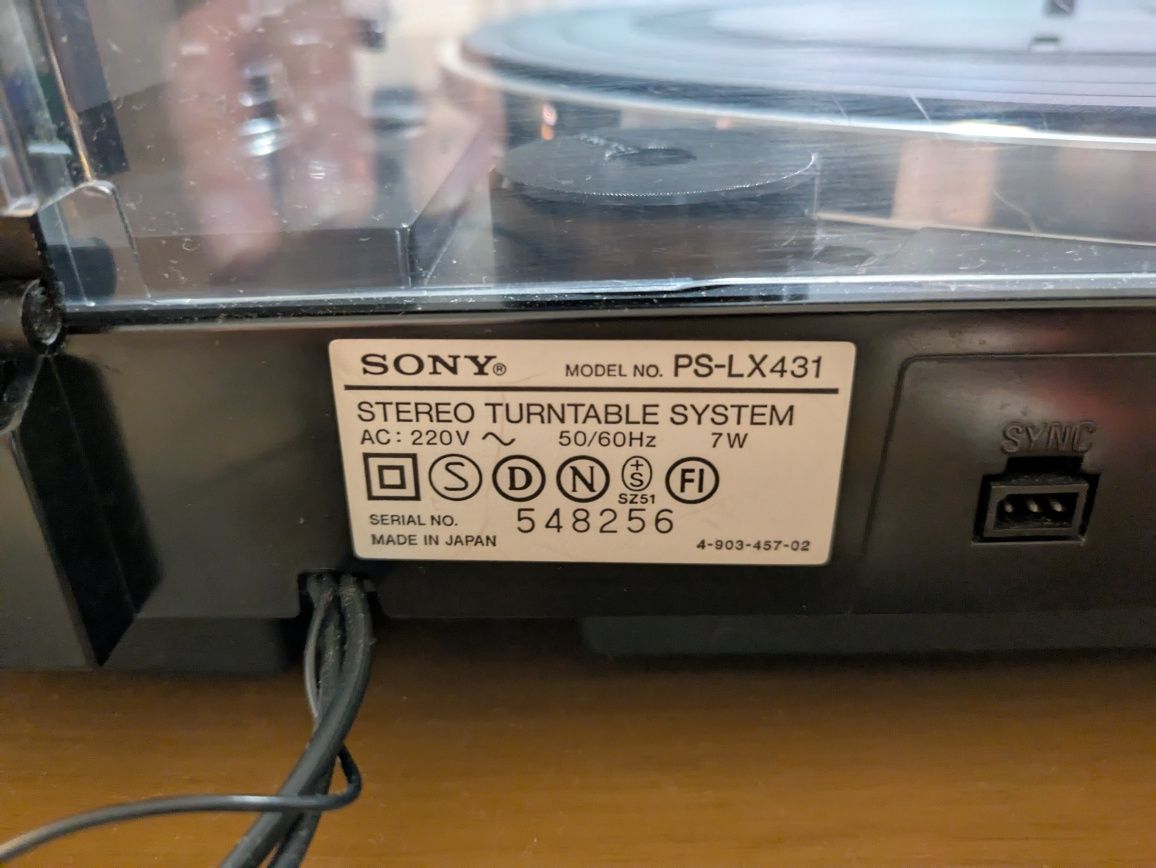 SONY® MODEL NO. PS-LX431
STEREO TURNTABLE SYSTEM
AC: 220V ~ 50/60Hz 7W
S D N +S FI
SZ51
SERIAL NO. 548256
MADE IN JAPAN 4-903-457-02
SYNC